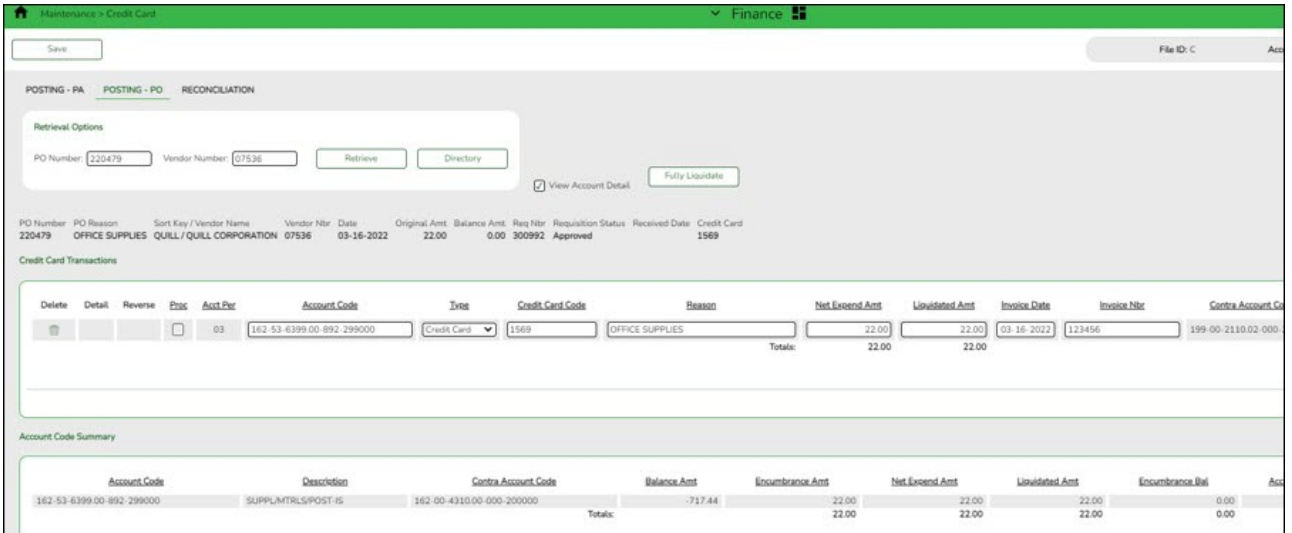 Maintenance > Credit Card
Finance
Save
File ID: C
Acco
POSTING - PA POSTING - PO RECONCILIATION
Retrieval Options
PO Number: 220479 Vendor Number: 07536 Retrieve Directory
View Account Detail Fully Liquidate
PO Number PO Reason Sort Key / Vendor Name Vendor Nbr Date Original Amt Balance Amt Req Nbr Requisition Status Received Date Credit Card
220479 OFFICE SUPPLIES QUILL / QUILL CORPORATION 07536 03-16-2022 22.00 0.00 300992 Approved 1569
Credit Card Transactions
Delete Detail Reverse Proc Acct Per Account Code Type Credit Card Code Reason Net Expend Amt Liquidated Amt Invoice Date Invoice Nbr Contra Account Co
03 162-53-6399.00-892-299000 Credit Card 1569 OFFICE SUPPLIES 22.00 22.00 03-16-2022 123456 199-00-2110.02-000-
Totals: 22.00 22.00
Account Code Summary
Account Code Description Contra Account Code Balance Amt Encumbrance Amt Net Expend Amt Liquidated Amt Encumbrance Bal Acc
162-53-6399.00-892-299000 SUPPL/MTRLS/POST-IS 162-00-4310.00-000-200000 -717.44 22.00 22.00 22.00 0.00
Totals: 22.00 22.00 22.00 0.00